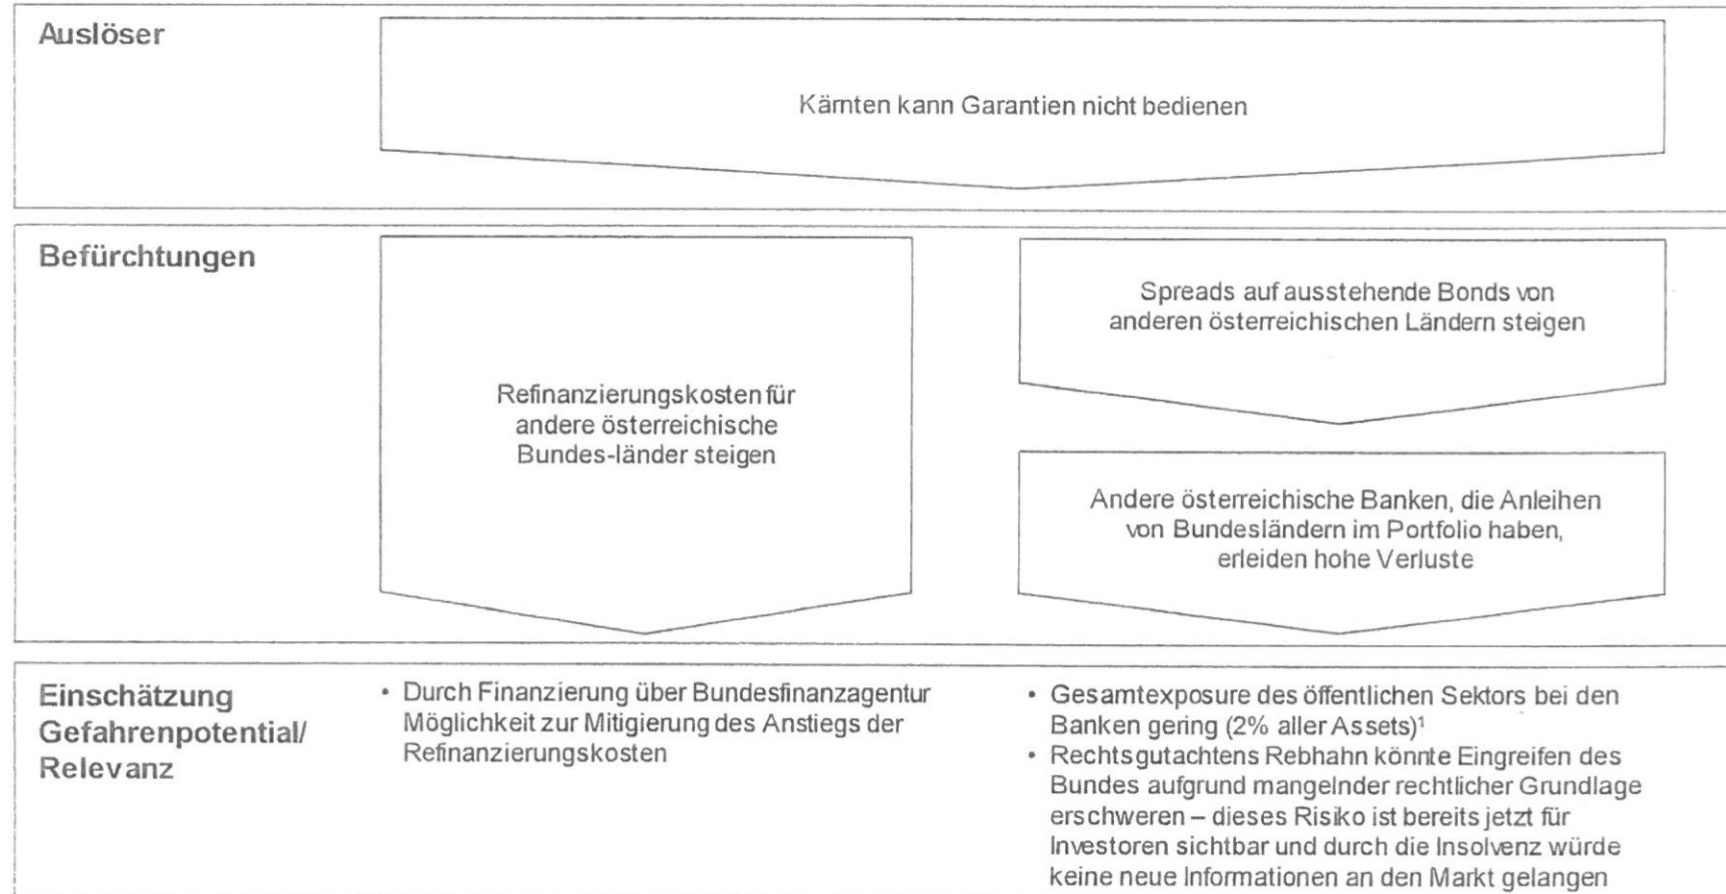 Auslöser
Kärnten kann Garantien nicht bedienen
Befürchtungen
Refinanzierungskosten für
andere österreichische
Bundes-länder steigen
Spreads auf ausstehende Bonds von
anderen österreichischen Ländern steigen
Andere österreichische Banken, die Anleihen
von Bundesländern im Portfolio haben,
erleiden hohe Verluste
Einschätzung
Gefahrenpotential/
Relevanz
• Durch Finanzierung über Bundesfinanzagentur
Möglichkeit zur Mitigierung des Anstiegs der
Refinanzierungskosten
• Gesamtexposure des öffentlichen Sektors bei den
Banken gering (2% aller Assets)¹
• Rechtsgutachtens Rebhahn könnte Eingreifen des
Bundes aufgrund mangelnder rechtlicher Grundlage
erschweren – dieses Risiko ist bereits jetzt für
Investoren sichtbar und durch die Insolvenz würde
keine neue Informationen an den Markt gelangen